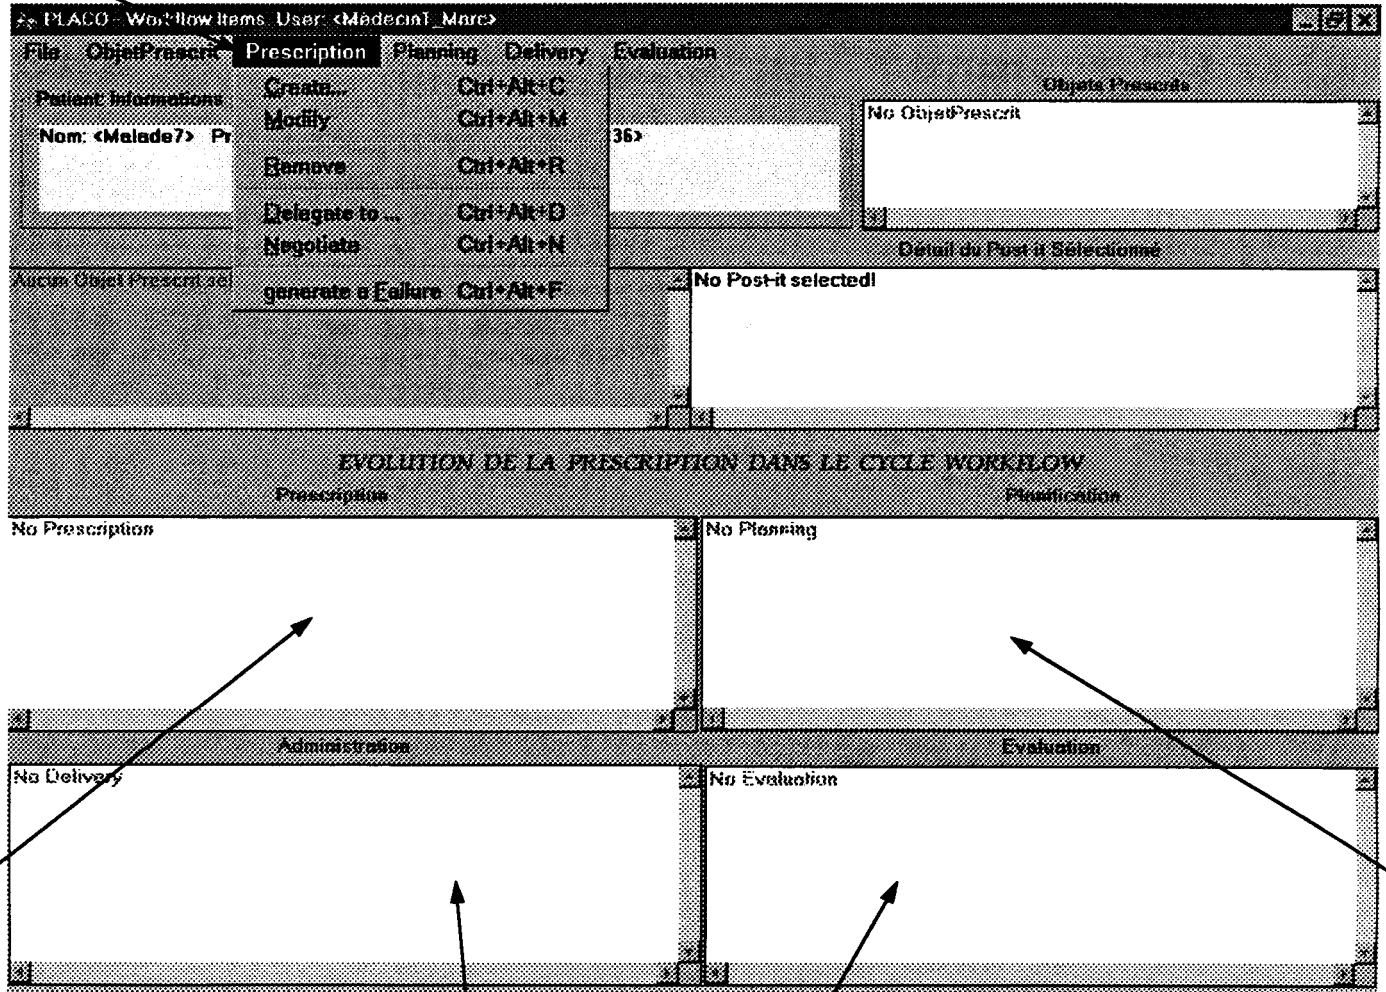 PLACO - Workflow Items. User: <Médecin1_Marc>
File ObjetPrescrit Prescription Planning Delivery Evaluation
Create... Ctrl+Alt+C
Modify Ctrl+Alt+M
Remove Ctrl+Alt+R
Delegate to ... Ctrl+Alt+D
Negotiate Ctrl+Alt+N
generate a Failure Ctrl+Alt+F
Patient Informations
Nom: <Malade7> Pr
36>
Objets Prescrits
No ObjetPrescrit
Détail du Post it Sélectionné
Aucun Objet Prescrit sél
No Post-it selected!
EVOLUTION DE LA PRESCRIPTION DANS LE CYCLE WORKFLOW
Prescription Planification
No Prescription No Planning
Administration Evaluation
No Delivery No Evaluation